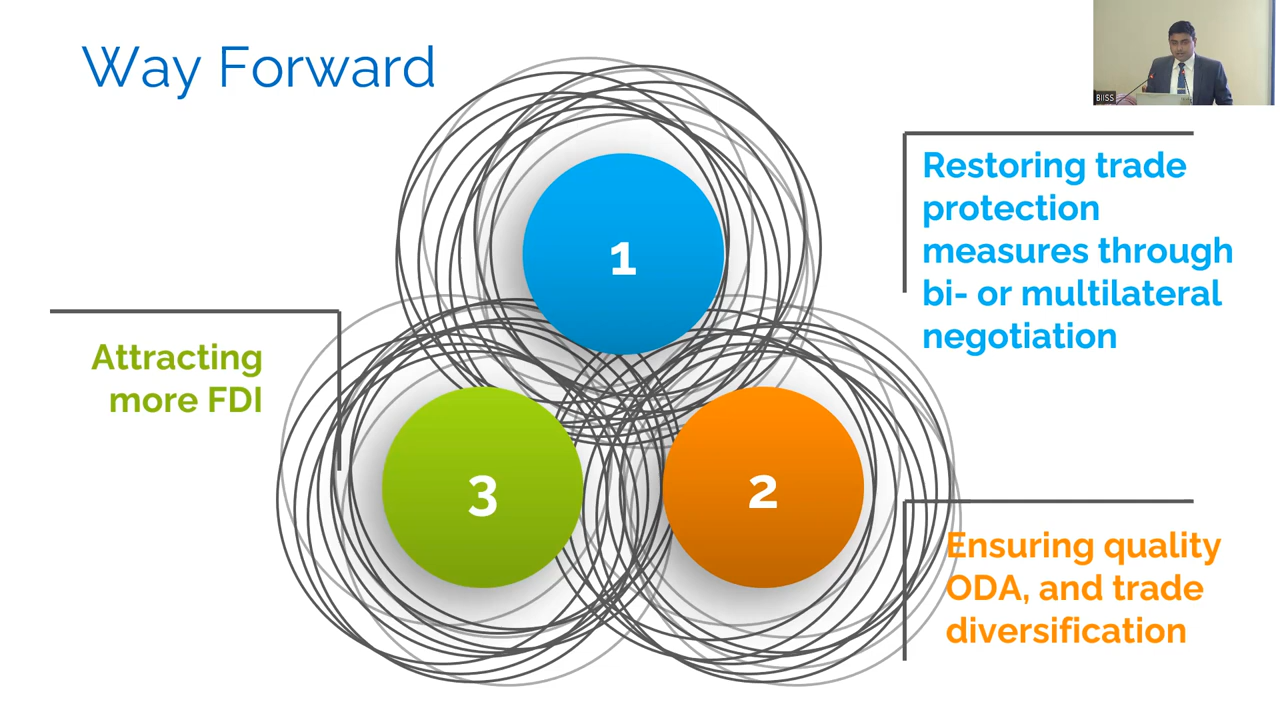 Way Forward
BIISS
1
Restoring trade
protection
measures through
bi- or multilateral
negotiation
Attracting
more FDI
3
2
Ensuring quality
ODA, and trade
diversification